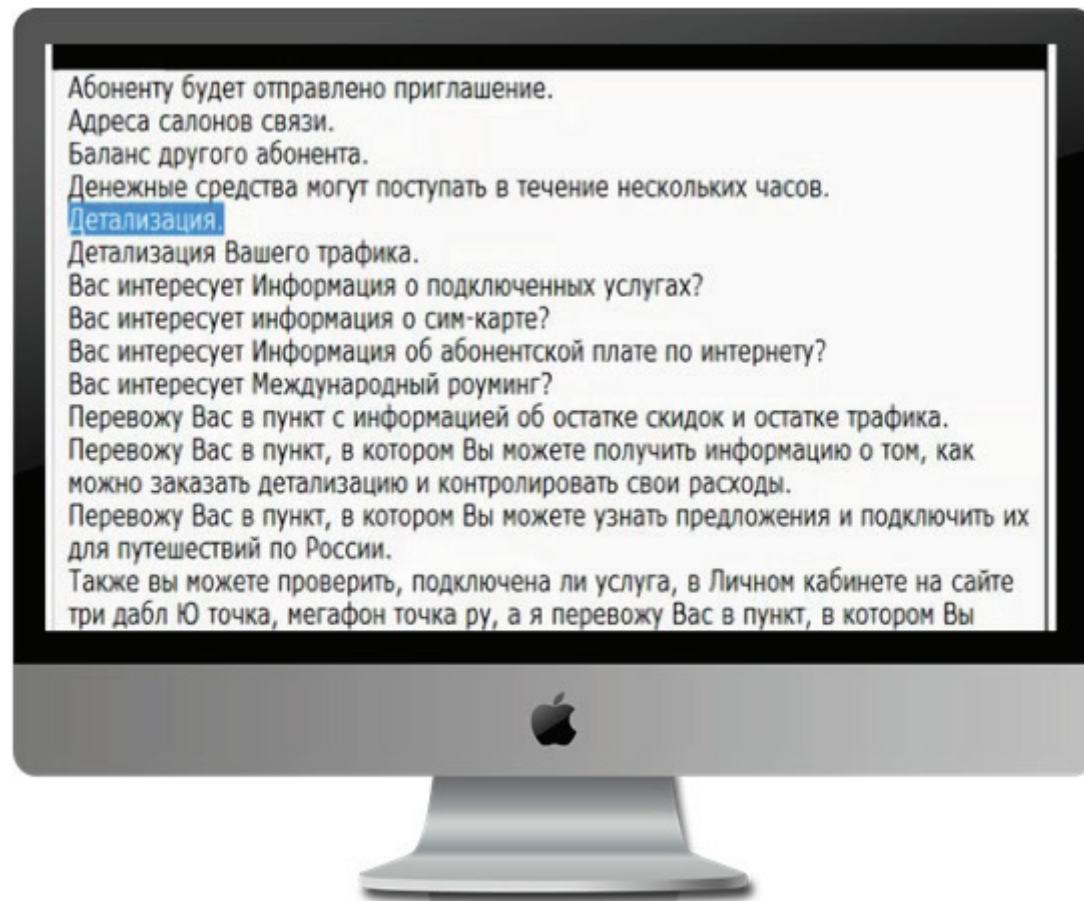 Абоненту будет отправлено приглашение.
Адреса салонов связи.
Баланс другого абонента.
Денежные средства могут поступать в течение нескольких часов.
Детализация.
Детализация Вашего трафика.
Вас интересует Информация о подключенных услугах?
Вас интересует информация о сим-карте?
Вас интересует Информация об абонентской плате по интернету?
Вас интересует Международный роуминг?
Перевожу Вас в пункт с информацией об остатке скидок и остатке трафика.
Перевожу Вас в пункт, в котором Вы можете получить информацию о том, как
можно заказать детализацию и контролировать свои расходы.
Перевожу Вас в пункт, в котором Вы можете узнать предложения и подключить их
для путешествий по России.
Также вы можете проверить, подключена ли услуга, в Личном кабинете на сайте
три дабл Ю точка, мегафон точка ру, а я перевожу Вас в пункт, в котором Вы